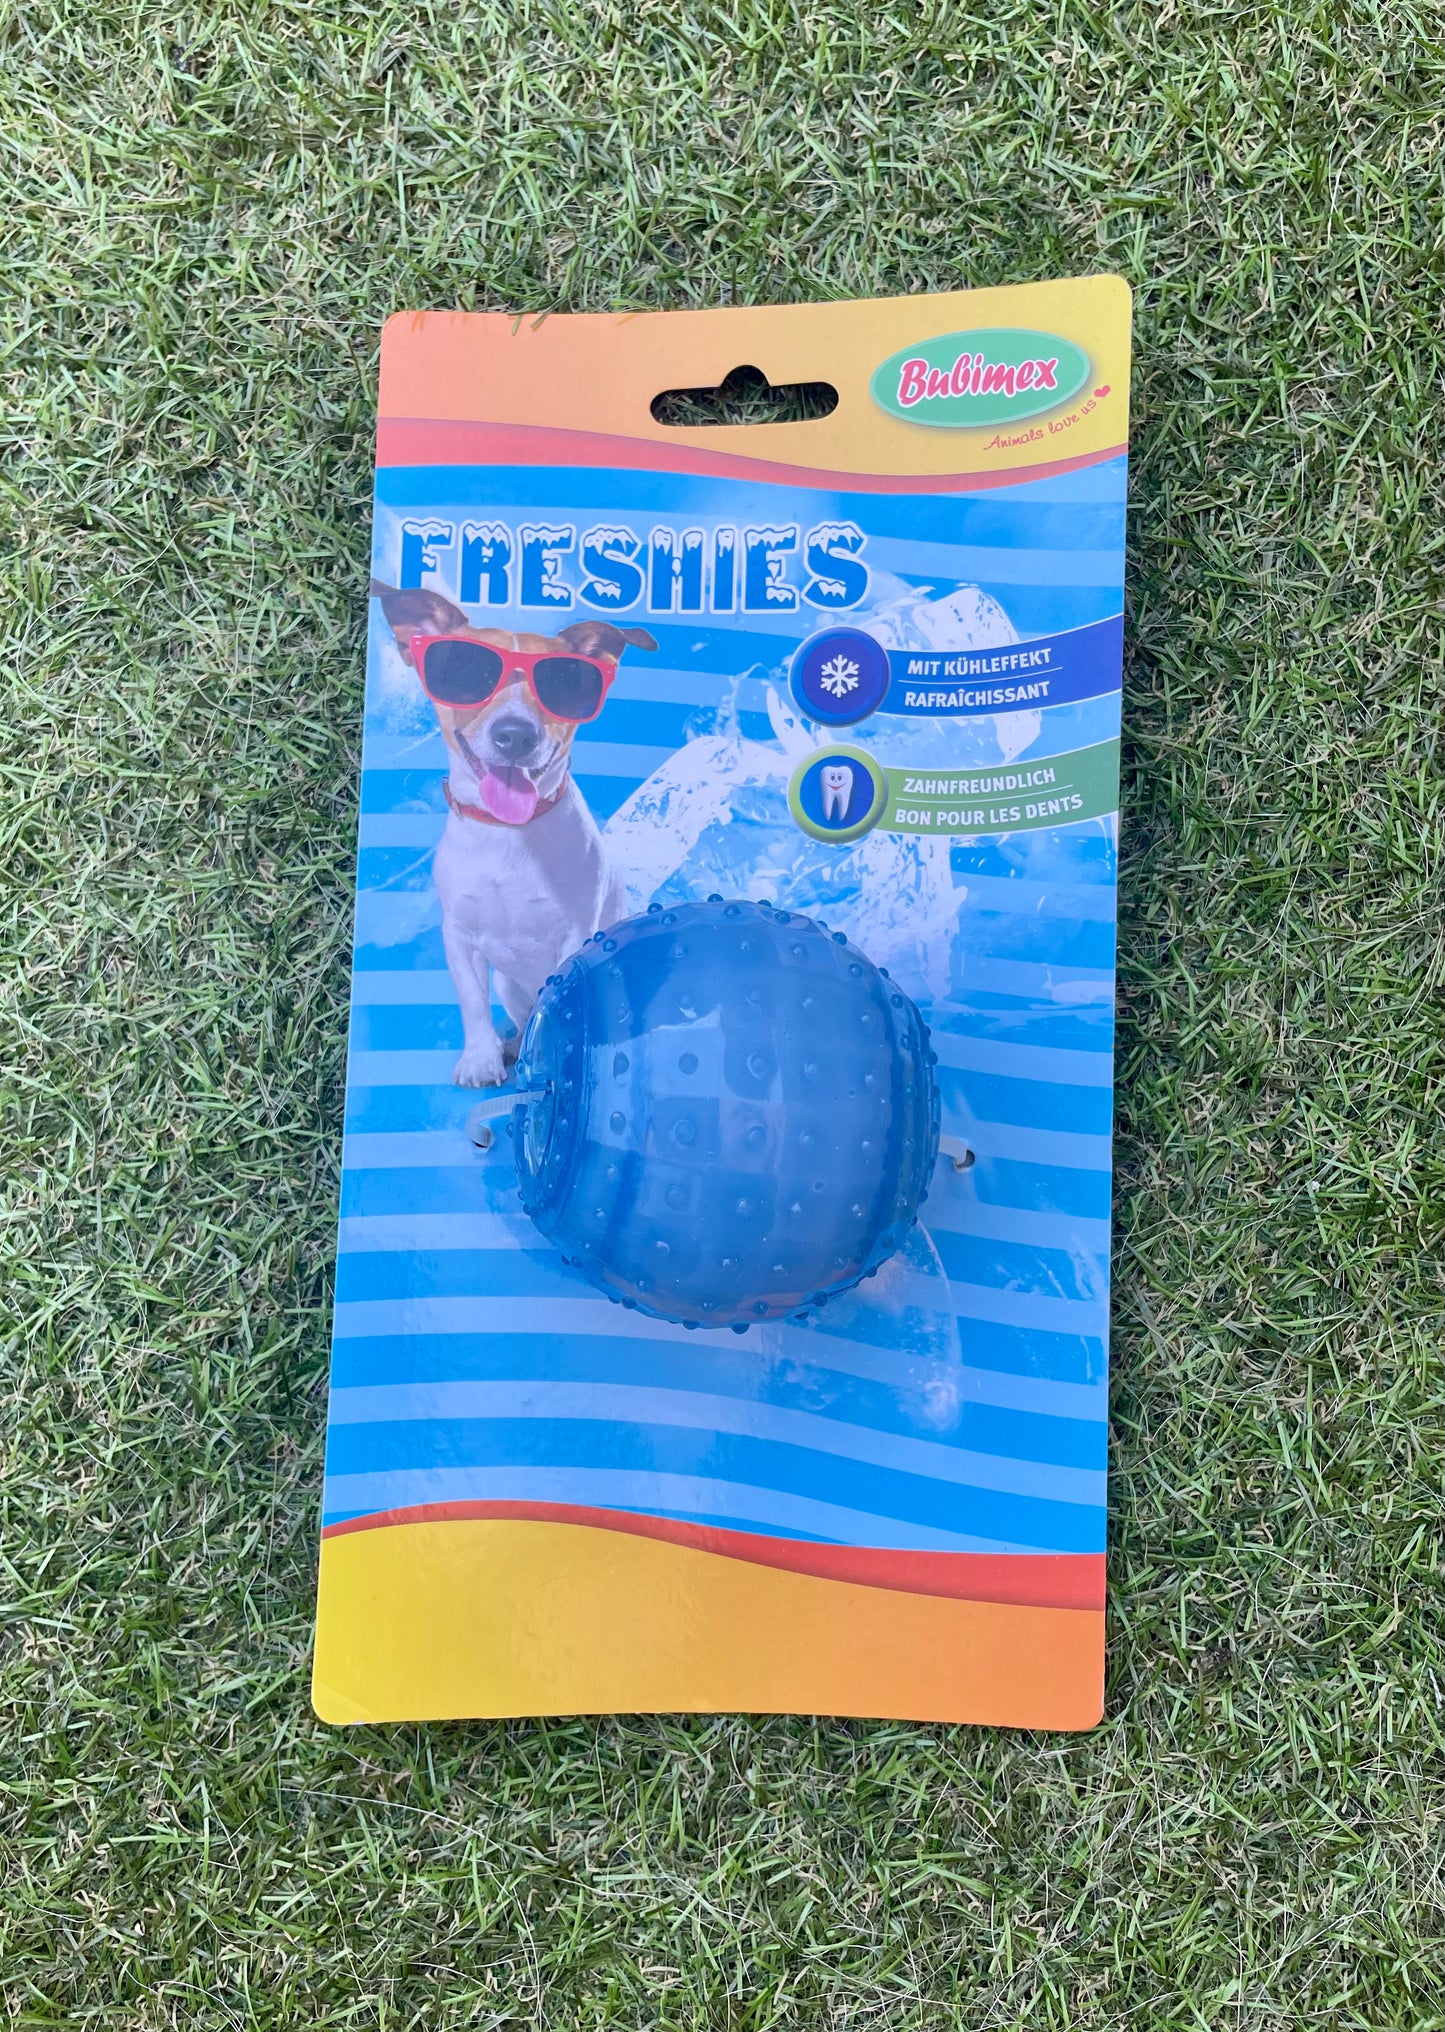 Bubimex
Animals love us
FRESHIES
MIT KÜHLEFFEKT
RAFRAÎCHISSANT
ZAHNFREUNDLICH
BON POUR LES DENTS